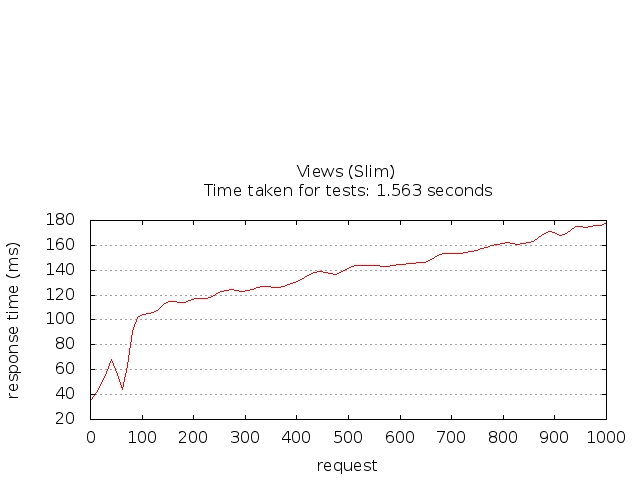 Views (Slim)
Time taken for tests: 1.563 seconds
response time (ms)
180
160
140
120
100
80
60
40
20
0 100 200 300 400 500 600 700 800 900 1000
request